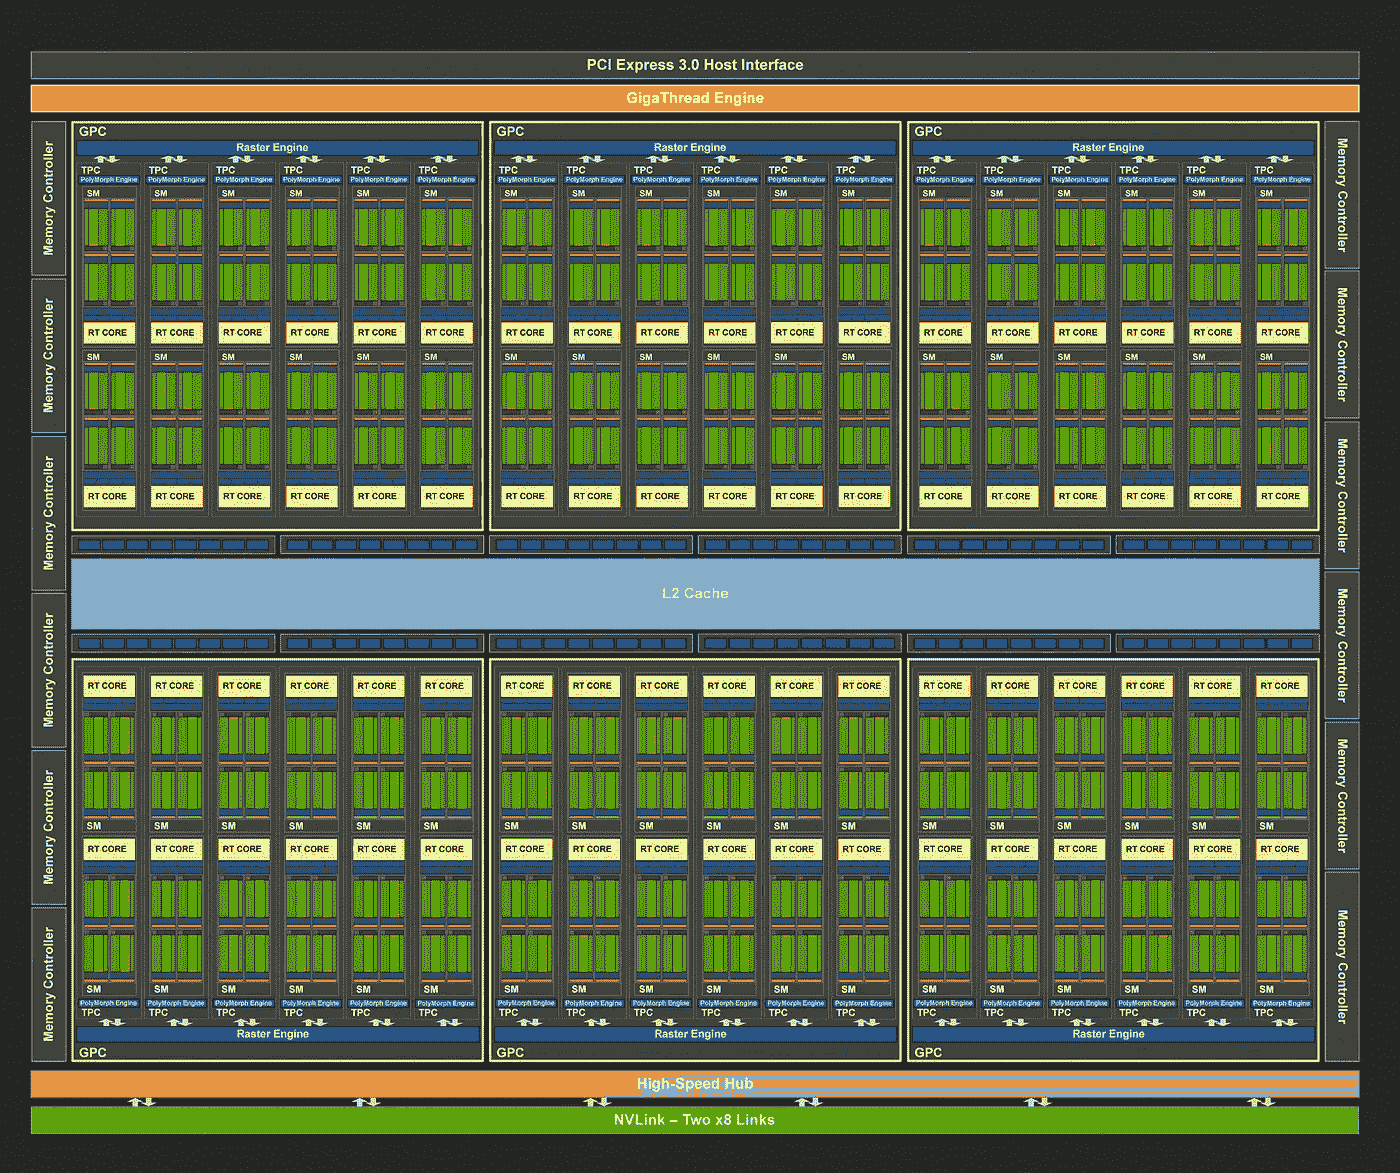 PCI Express 3.0 Host Interface
GigaThread Engine
GPC GPC GPC
Raster Engine Raster Engine Raster Engine
TPC TPC TPC TPC TPC TPC TPC TPC TPC TPC TPC TPC TPC TPC TPC TPC TPC TPC
PolyMorph Engine PolyMorph Engine PolyMorph Engine PolyMorph Engine PolyMorph Engine PolyMorph Engine PolyMorph Engine PolyMorph Engine PolyMorph Engine PolyMorph Engine PolyMorph Engine PolyMorph Engine PolyMorph Engine PolyMorph Engine PolyMorph Engine PolyMorph Engine PolyMorph Engine PolyMorph Engine
SM SM SM SM SM SM SM SM SM SM SM SM SM SM SM SM SM SM
RT CORE RT CORE RT CORE RT CORE RT CORE RT CORE RT CORE RT CORE RT CORE RT CORE RT CORE RT CORE RT CORE RT CORE RT CORE RT CORE RT CORE RT CORE
SM SM SM SM SM SM SM SM SM SM SM SM SM SM SM SM SM SM
RT CORE RT CORE RT CORE RT CORE RT CORE RT CORE RT CORE RT CORE RT CORE RT CORE RT CORE RT CORE RT CORE RT CORE RT CORE RT CORE RT CORE RT CORE
L2 Cache
RT CORE RT CORE RT CORE RT CORE RT CORE RT CORE RT CORE RT CORE RT CORE RT CORE RT CORE RT CORE RT CORE RT CORE RT CORE RT CORE RT CORE RT CORE
SM SM SM SM SM SM SM SM SM SM SM SM SM SM SM SM SM SM
RT CORE RT CORE RT CORE RT CORE RT CORE RT CORE RT CORE RT CORE RT CORE RT CORE RT CORE RT CORE RT CORE RT CORE RT CORE RT CORE RT CORE RT CORE
SM SM SM SM SM SM SM SM SM SM SM SM SM SM SM SM SM SM
PolyMorph Engine PolyMorph Engine PolyMorph Engine PolyMorph Engine PolyMorph Engine PolyMorph Engine PolyMorph Engine PolyMorph Engine PolyMorph Engine PolyMorph Engine PolyMorph Engine PolyMorph Engine PolyMorph Engine PolyMorph Engine PolyMorph Engine PolyMorph Engine PolyMorph Engine PolyMorph Engine
TPC TPC TPC TPC TPC TPC TPC TPC TPC TPC TPC TPC TPC TPC TPC TPC TPC TPC
Raster Engine Raster Engine Raster Engine
GPC GPC GPC
Memory Controller
Memory Controller
Memory Controller
Memory Controller
Memory Controller
Memory Controller
Memory Controller
Memory Controller
Memory Controller
Memory Controller
Memory Controller
Memory Controller
High-Speed Hub
NVLink – Two x8 Links